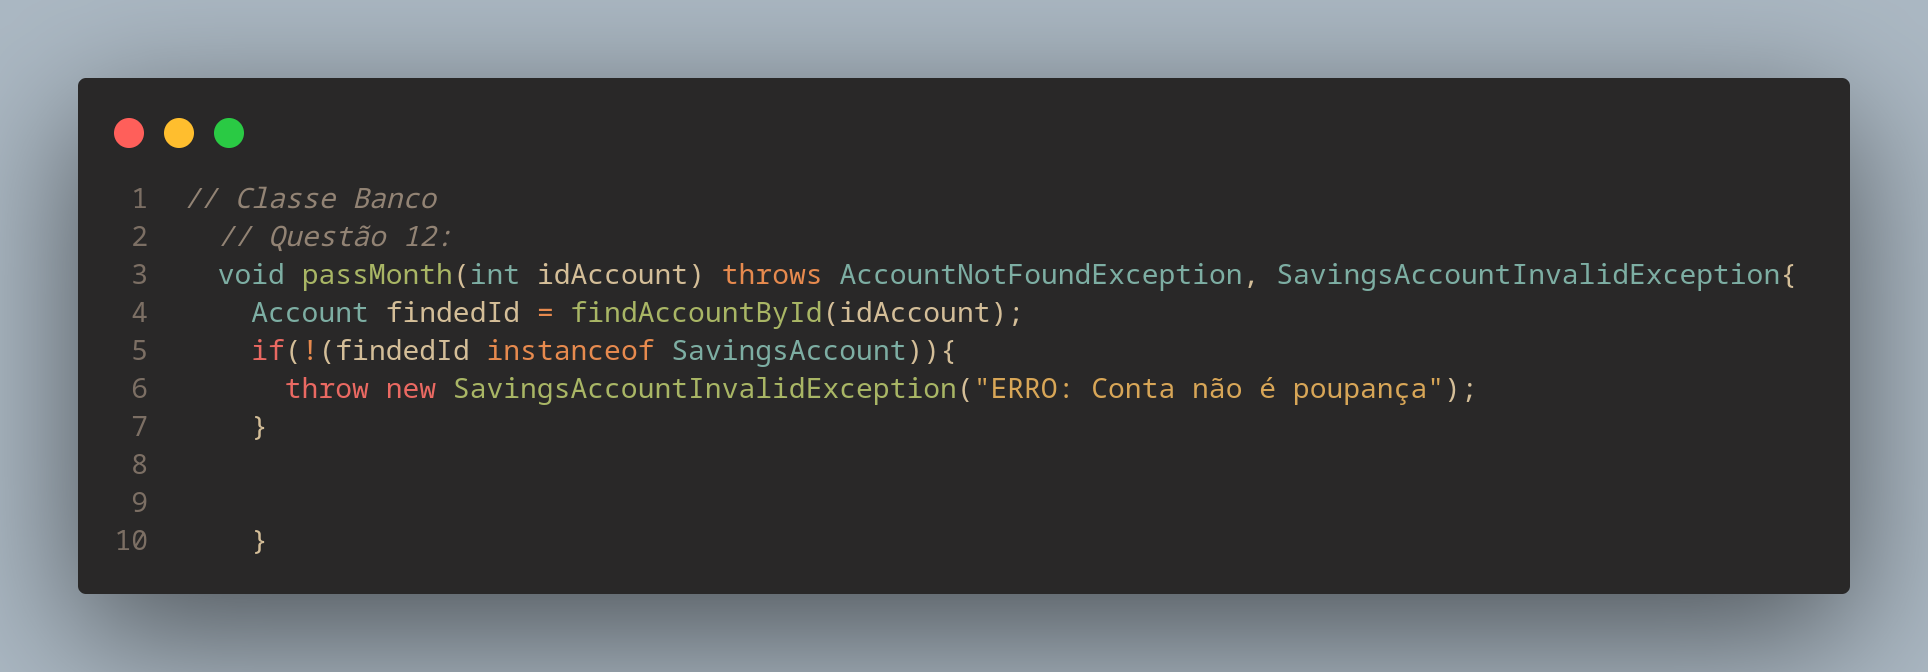 1 // Classe Banco
2 // Questão 12:
3 void passMonth(int idAccount) throws AccountNotFoundException, SavingsAccountInvalidException{
4 Account findedId = findAccountById(idAccount);
5 if(!(findedId instanceof SavingsAccount)){
6 throw new SavingsAccountInvalidException("ERRO: Conta não é poupança");
7 }
8
9
10 }